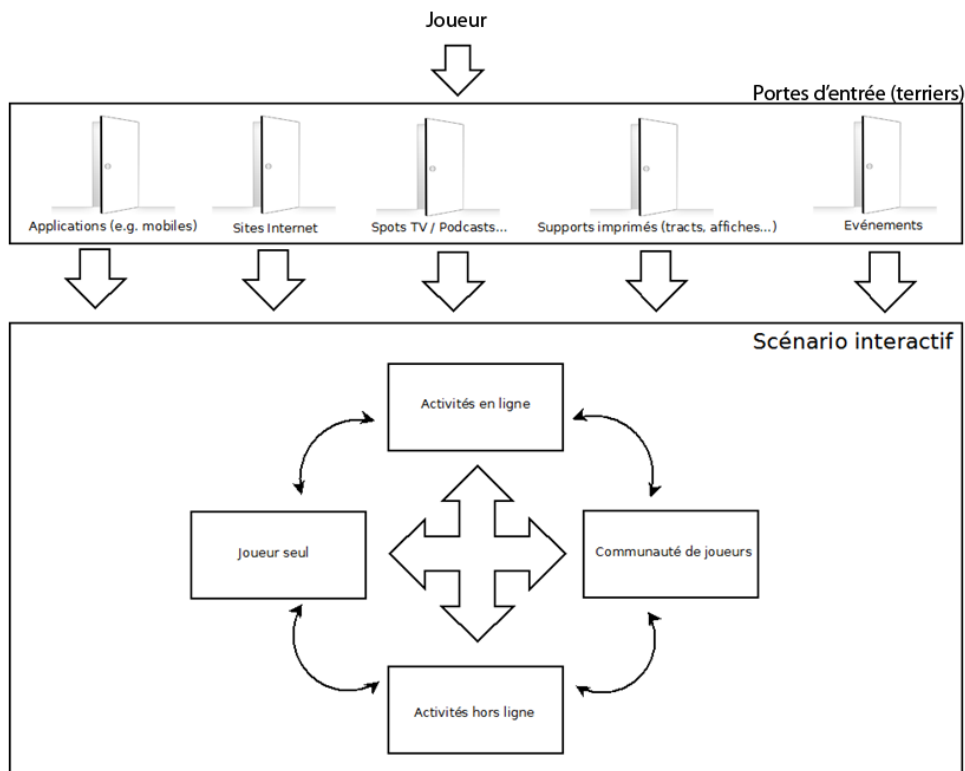 Joueur
Portes d'entrée (terriers)
Applications (e.g. mobiles)
Sites Internet
Spots TV / Podcasts...
Supports imprimés (tracts, affiches...)
Evénements
Scénario interactif
Activités en ligne
Joueur seul
Communauté de joueurs
Activités hors ligne